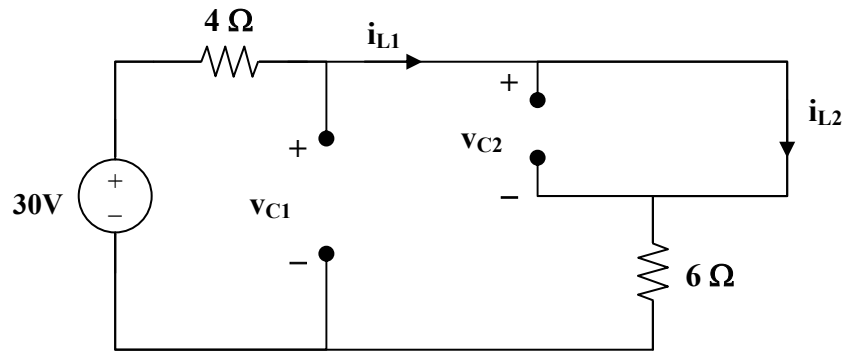 4 Ω
iL1
+
iL2
+
vC2
+
30V
−
vC1
−
−
6 Ω